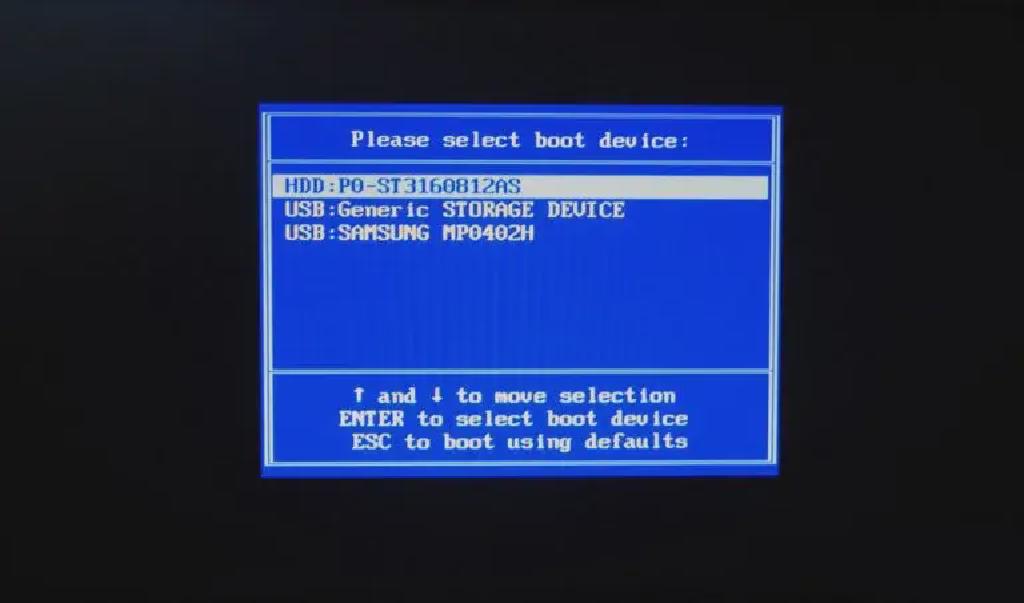 Please select boot device:
HDD:P0-ST3160812AS
USB:Generic STORAGE DEVICE
USB:SAMSUNG MP0402H
↑ and ↓ to move selection
ENTER to select boot device
ESC to boot using defaults